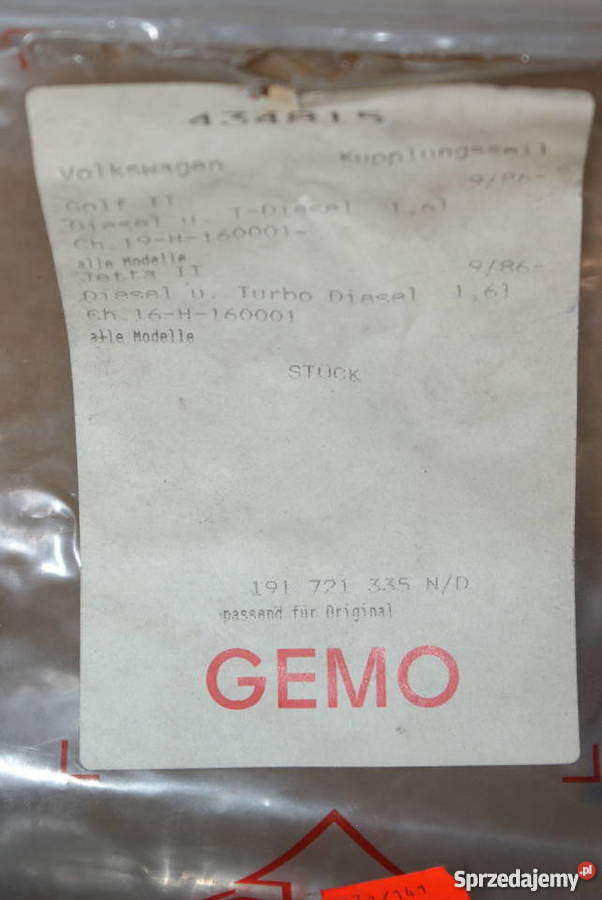 434815
Volkswagen Kupplungsseil
Golf II 9/86-
Diesel u. T-Diesel 1,6l
Ch.19-H-160001-
alle Modelle
Jetta II 9/86-
Diesel u. Turbo Diesel 1,6l
Ch.16-H-160001
alle Modelle
STÜCK
191 721 335 N/D
passend für Original
GEMO
Sprzedajemy.pl